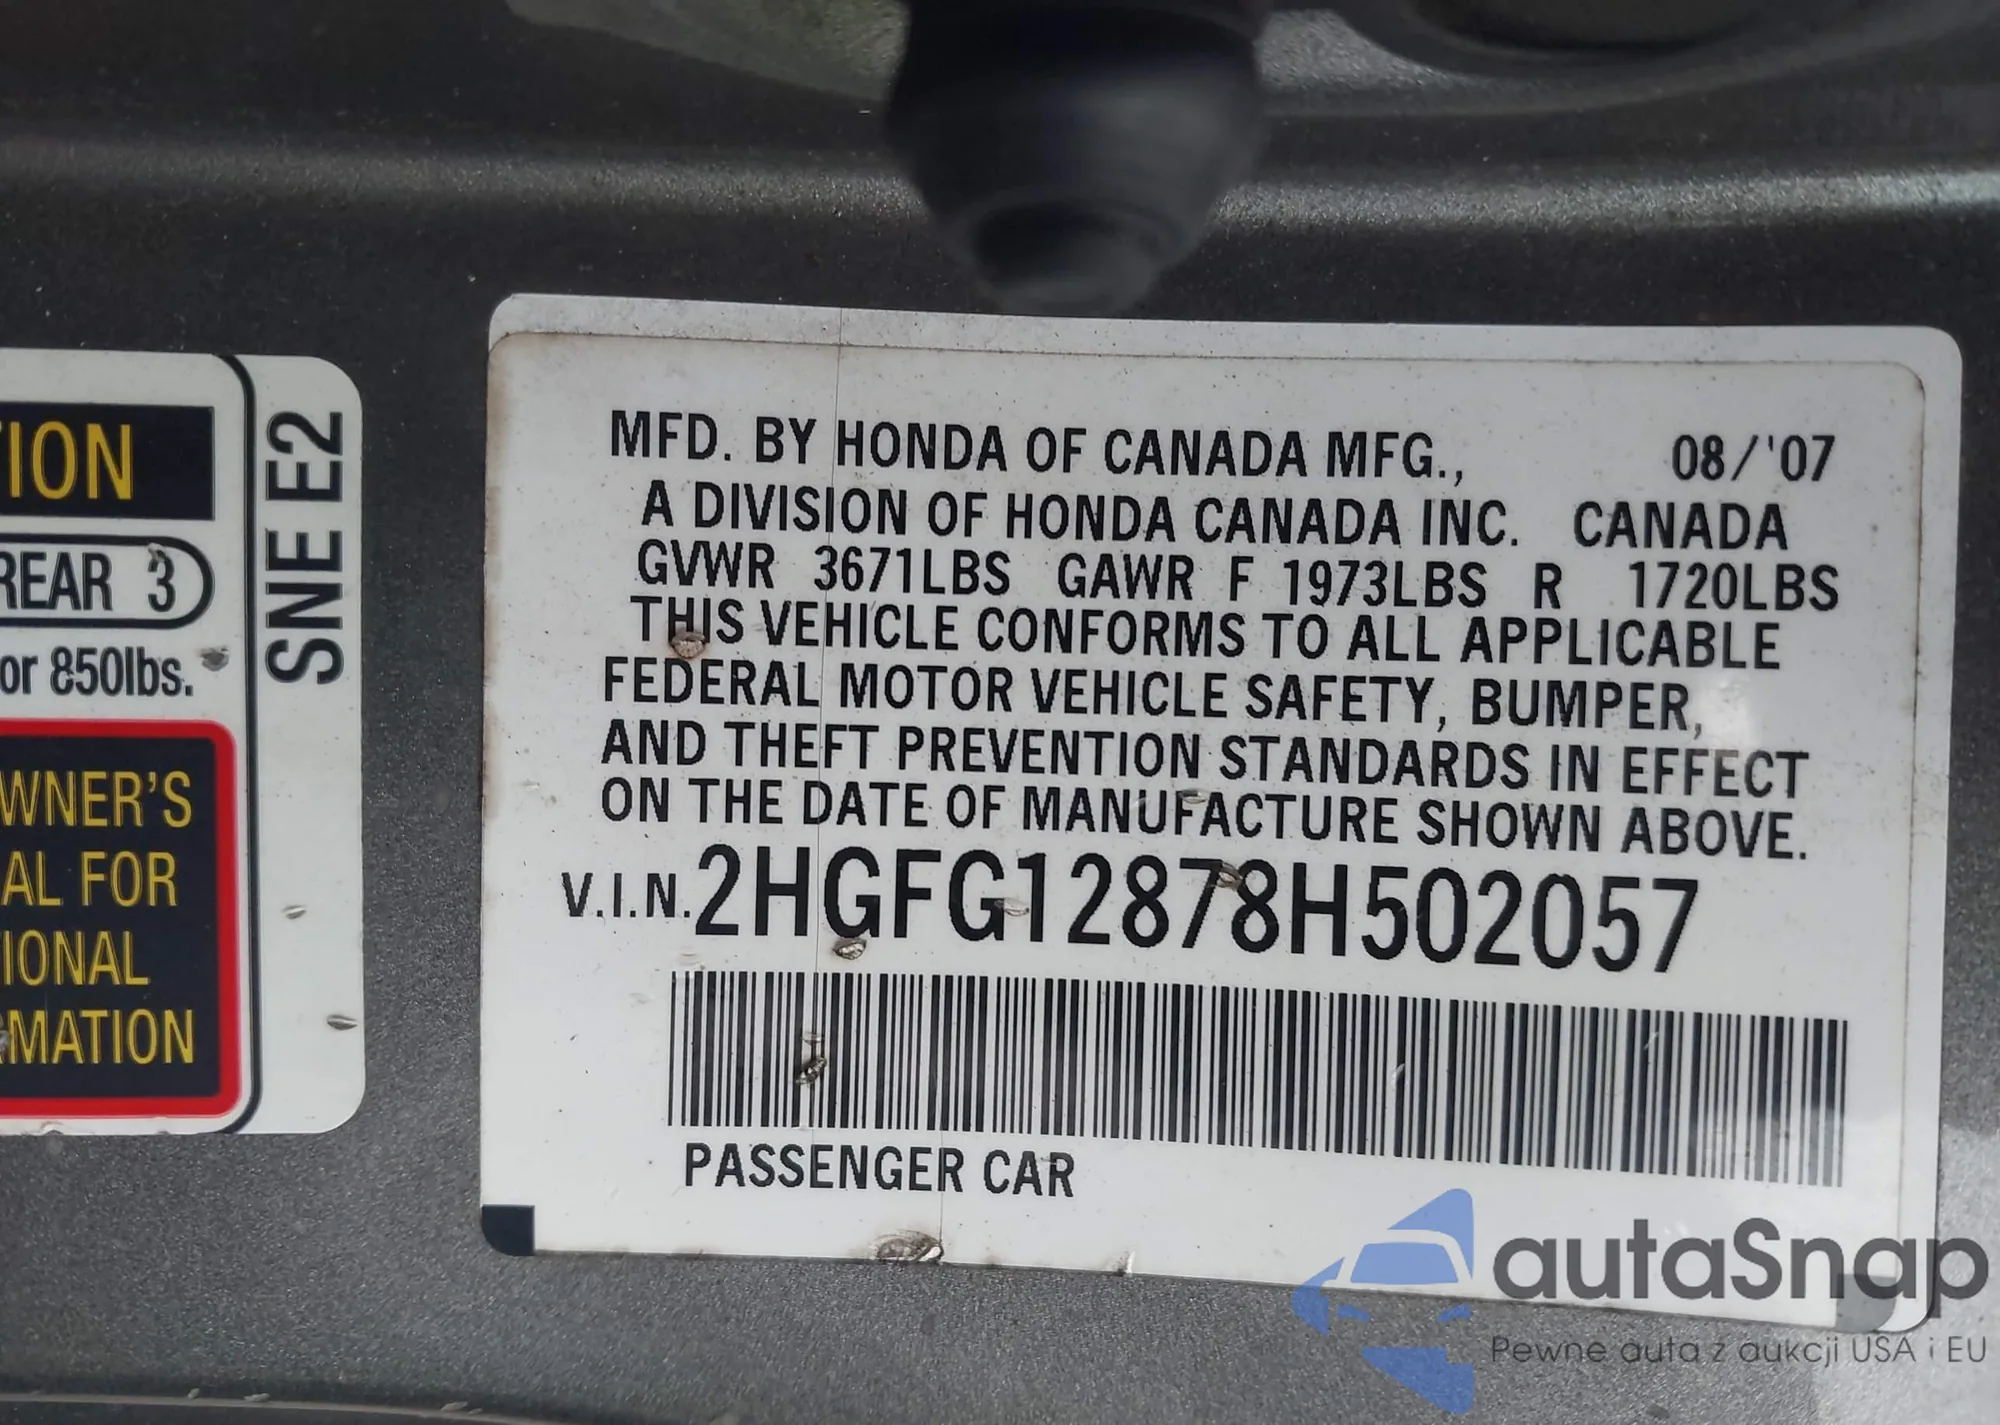 TION
REAR 3
or 850lbs.
WNER'S
AL FOR
IONAL
RMATION
SNE E2
MFD. BY HONDA OF CANADA MFG., 08/'07
A DIVISION OF HONDA CANADA INC. CANADA
GVWR 3671LBS GAWR F 1973LBS R 1720LBS
THIS VEHICLE CONFORMS TO ALL APPLICABLE
FEDERAL MOTOR VEHICLE SAFETY, BUMPER,
AND THEFT PREVENTION STANDARDS IN EFFECT
ON THE DATE OF MANUFACTURE SHOWN ABOVE.
V.I.N. 2HGFG12878H502057
PASSENGER CAR
autaSnap
Pewne auta z aukcji USA i EU